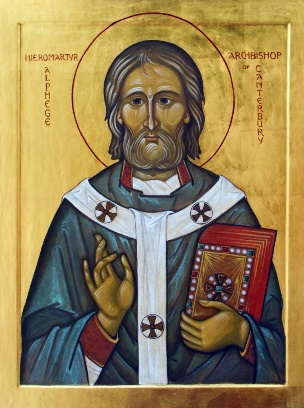 HIEROMARTYR
ALPHEGE
ARCHBISHOP
OF
CANTERBURY